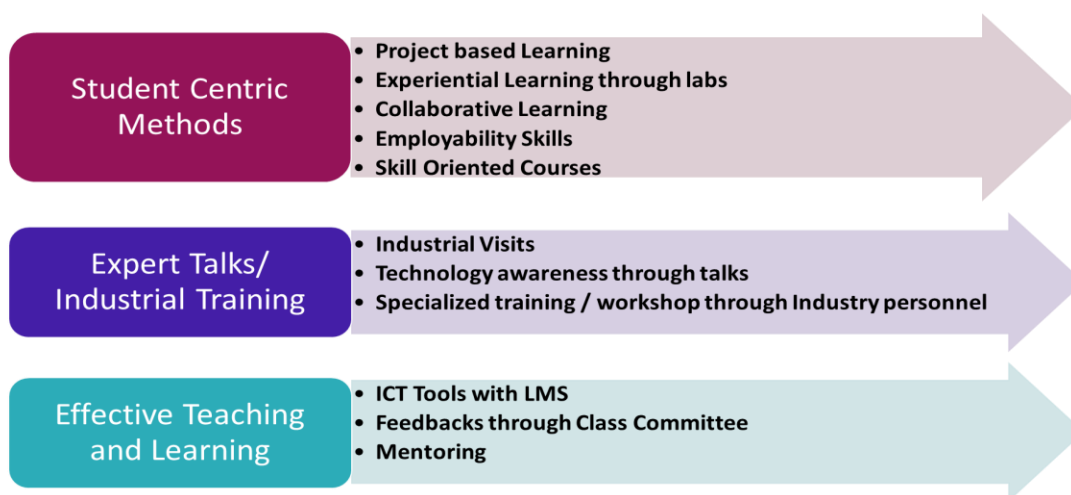 Student Centric
Methods
• Project based Learning
• Experiential Learning through labs
• Collaborative Learning
• Employability Skills
• Skill Oriented Courses
Expert Talks/
Industrial Training
• Industrial Visits
• Technology awareness through talks
• Specialized training / workshop through Industry personnel
Effective Teaching
and Learning
• ICT Tools with LMS
• Feedbacks through Class Committee
• Mentoring